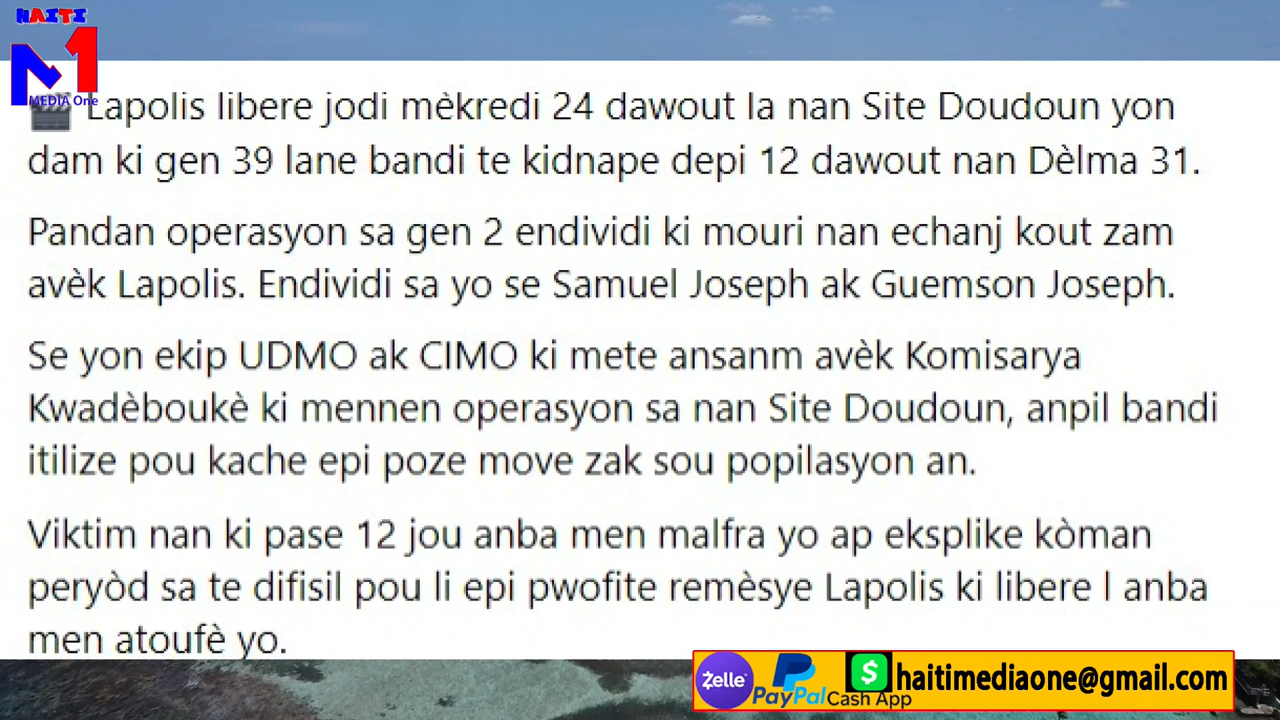 HAITI
M1
MEDIA One
Lapolis libere jodi mèkredi 24 dawout la nan Site Doudoun yon
dam ki gen 39 lane bandi te kidnape depi 12 dawout nan Dèlma 31.
Pandan operasyon sa gen 2 endividi ki mouri nan echanj kout zam
avèk Lapolis. Endividi sa yo se Samuel Joseph ak Guemson Joseph.
Se yon ekip UDMO ak CIMO ki mete ansanm avèk Komisarya
Kwadèboukè ki mennen operasyon sa nan Site Doudoun, anpil bandi
itilize pou kache epi poze move zak sou popilasyon an.
Viktim nan ki pase 12 jou anba men malfra yo ap eksplike kòman
peryòd sa te difisil pou li epi pwofite remèsye Lapolis ki libere l anba
men atoufè yo.
Zelle PayPal $ Cash App haitimediaone@gmail.com